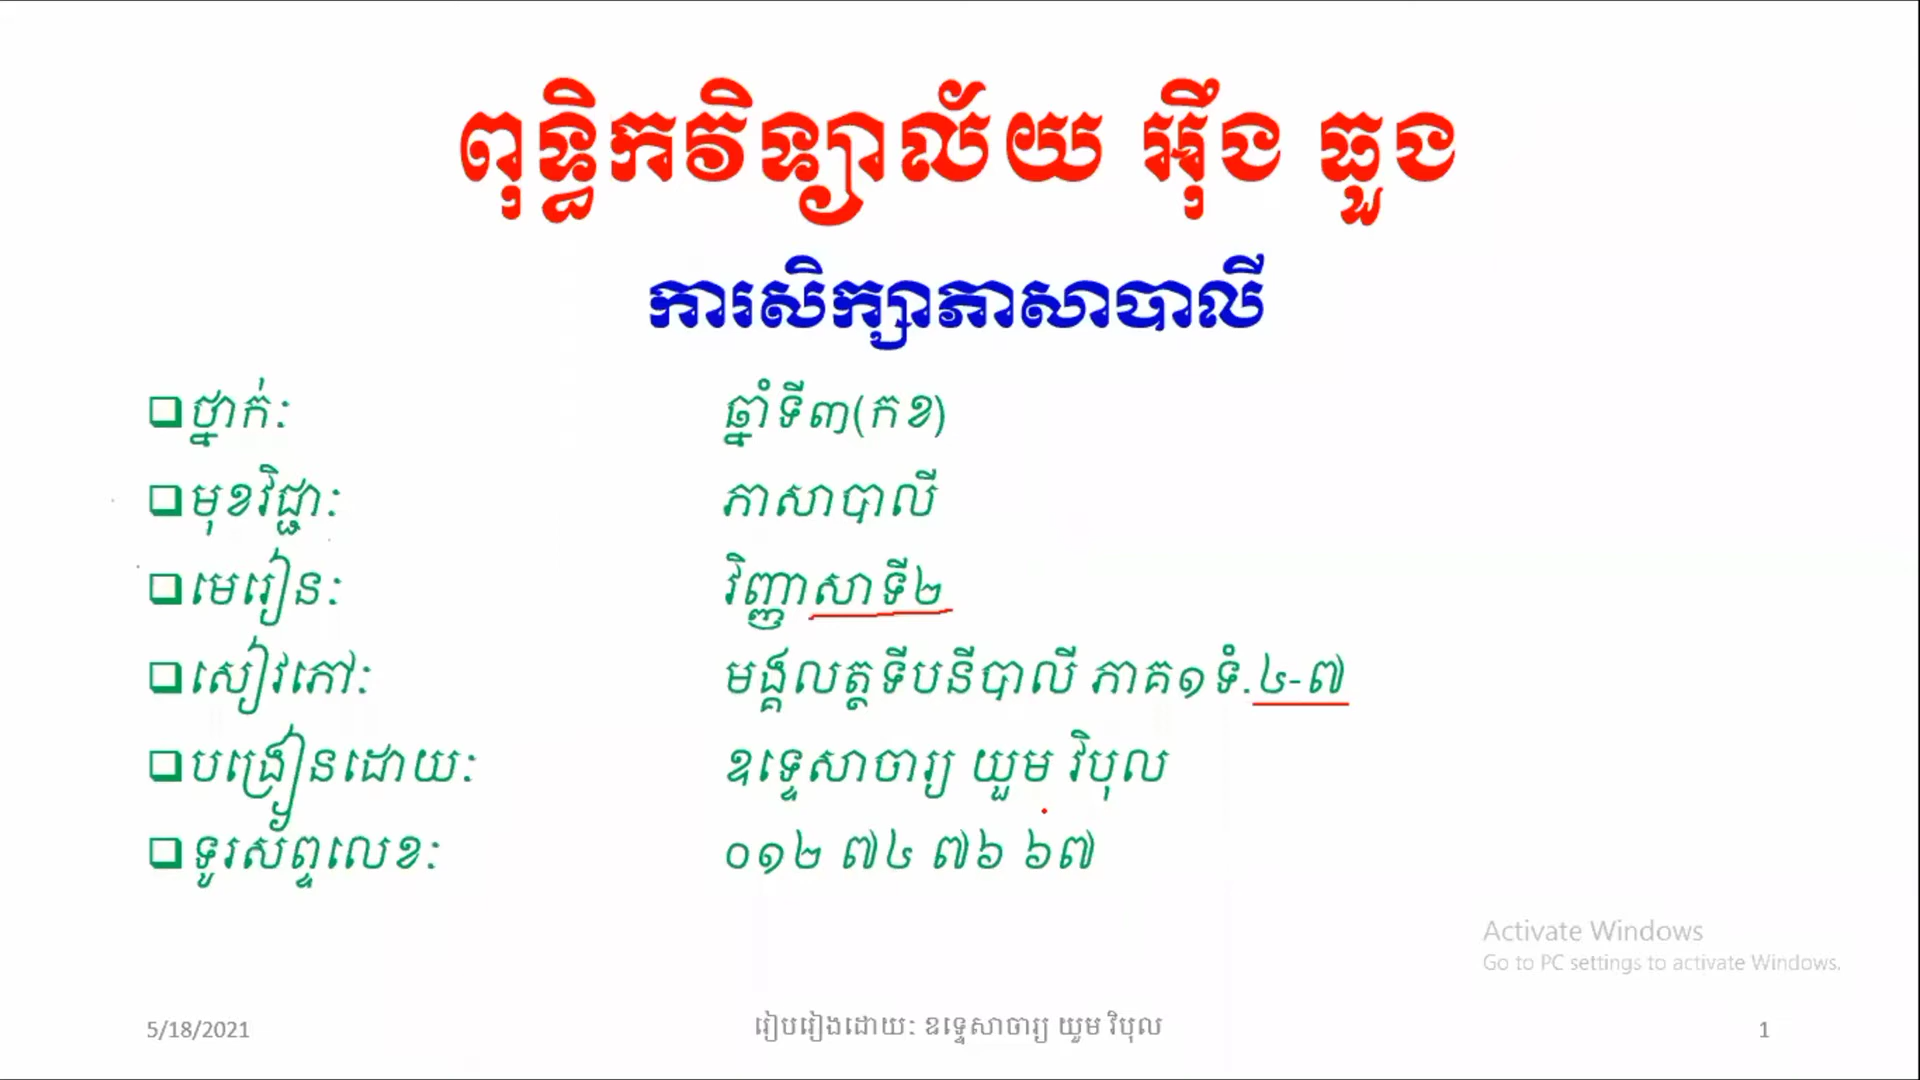 ពុទ្ធិកវិទ្យាល័យ អ៊ឹង ធួង
ការសិក្សាភាសាបាលី
ថ្នាក់ៈ ឆ្នាំទី៣(កខ)
មុខវិជ្ជាៈ ភាសាបាលី
មេរៀនៈ វិញ្ញាសាទី២
សៀវភៅៈ មង្គលត្ថទីបនីបាលី ភាគ១ទំ.៤-៧
បង្រៀនដោយៈ ឧទ្ទេសាចារ្យ យួម វិបុល
ទូរស័ព្ទលេខៈ ០១២ ៧៤ ៧៦ ៦៧
Activate Windows
Go to PC settings to activate Windows.
5/18/2021 រៀបរៀងដោយៈ ឧទ្ទេសាចារ្យ យួម វិបុល 1